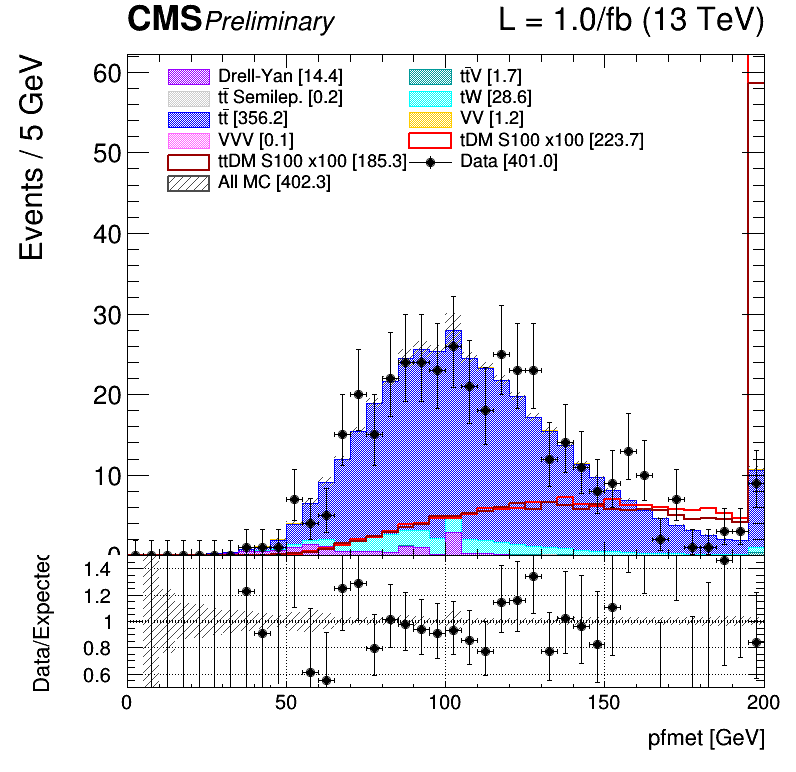 CMS Preliminary L = 1.0/fb (13 TeV)
Events / 5 GeV
60
50
40
30
20
10
0
Drell-Yan [14.4]
tt̄ Semilep. [0.2]
tt̄ [356.2]
VVV [0.1]
ttDM S100 x100 [185.3]
All MC [402.3]
tt̄V [1.7]
tW [28.6]
VV [1.2]
tDM S100 x100 [223.7]
Data [401.0]
Data/Expected
1.4
1.2
1
0.8
0.6
0 50 100 150 200
pfmet [GeV]